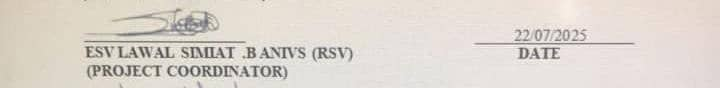 22/07/2025
ESV LAWAL SIMIAT .B ANIVS (RSV)
DATE
(PROJECT COORDINATOR)